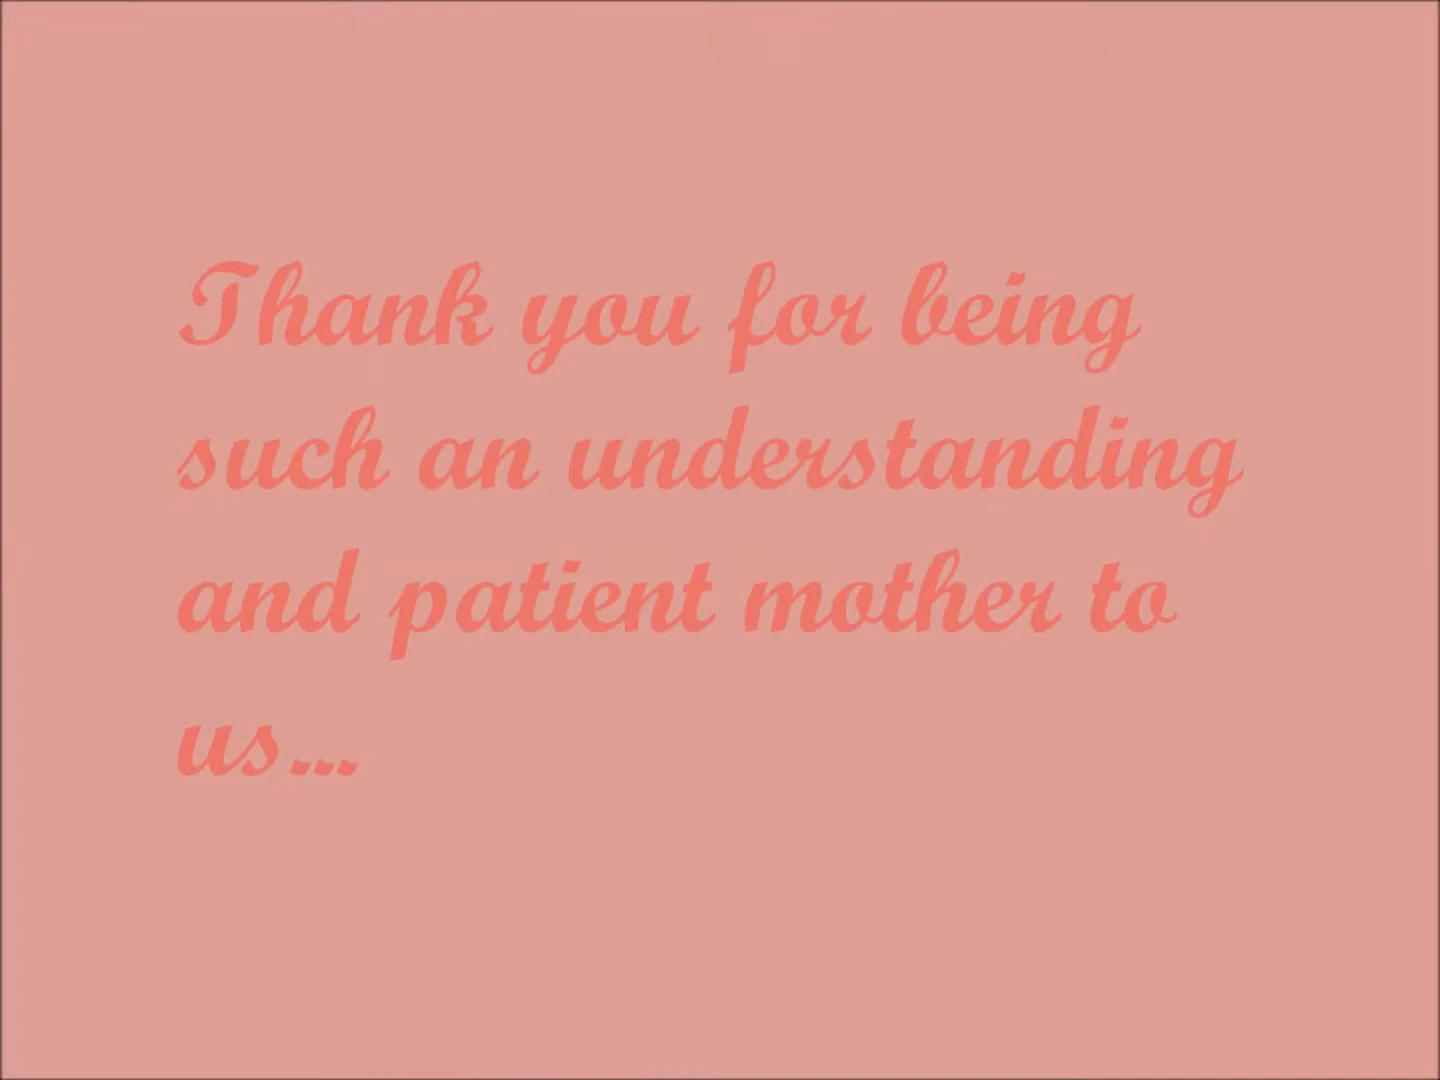 Thank you for being
such an understanding
and patient mother to
us...